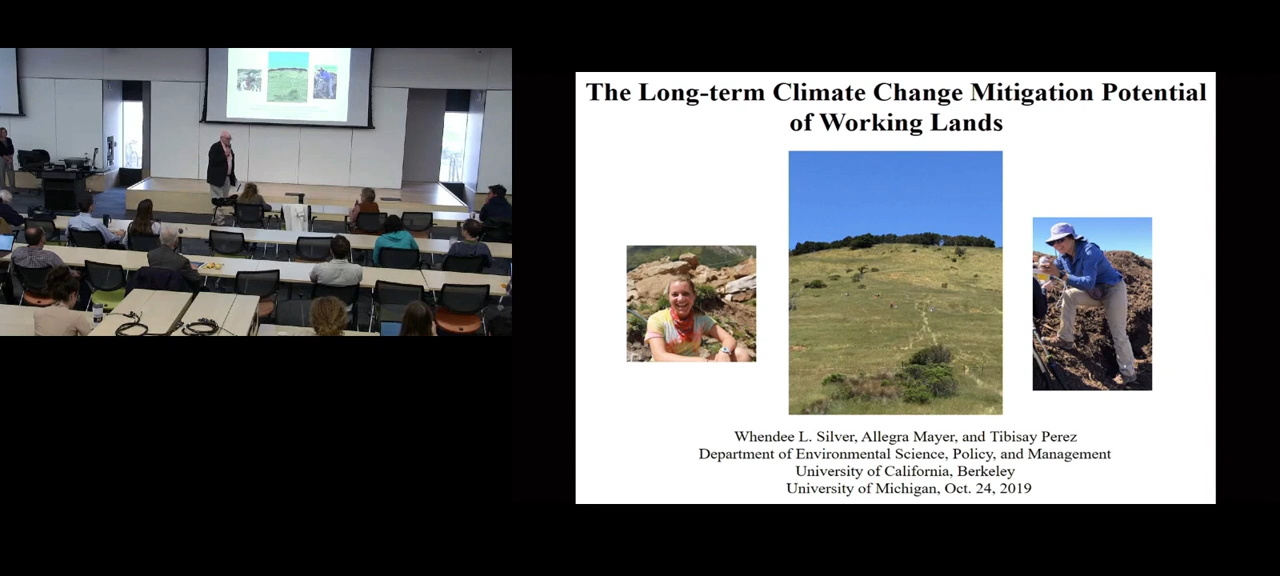 The Long-term Climate Change Mitigation Potential
of Working Lands
Whendee L. Silver, Allegra Mayer, and Tibisay Perez
Department of Environmental Science, Policy, and Management
University of California, Berkeley
University of Michigan, Oct. 24, 2019